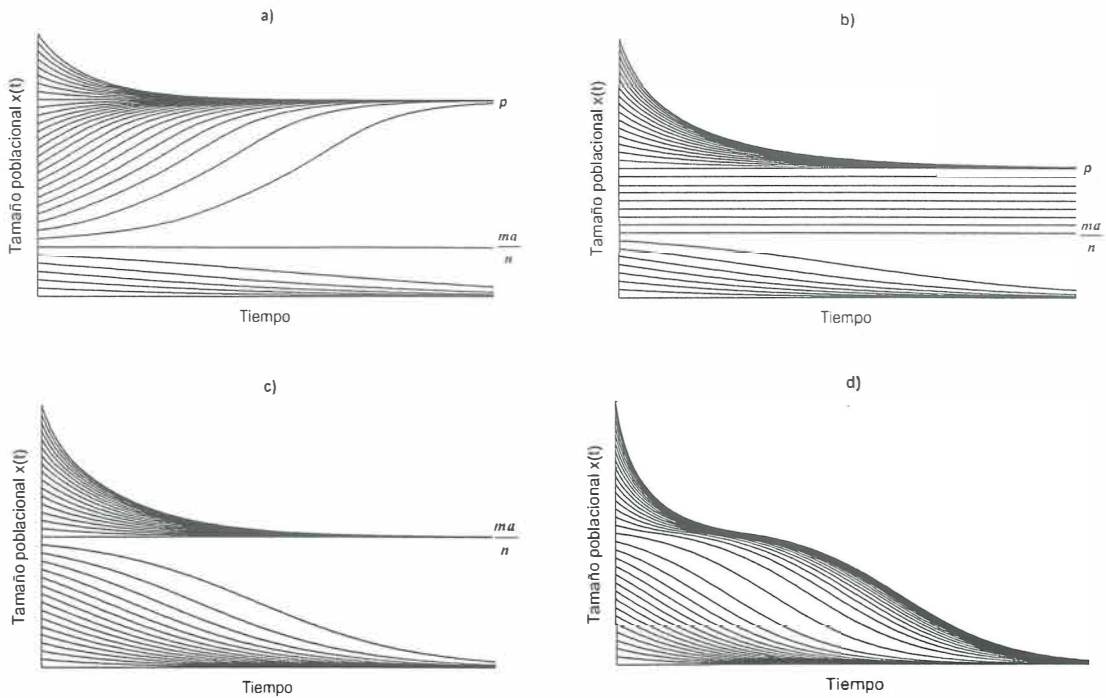 a)
Tamaño poblacional x(t)
p
ma
n
Tiempo
b)
Tamaño poblacional x(t)
p
ma
n
Tiempo
c)
Tamaño poblacional x(t)
ma
n
Tiempo
d)
Tamaño poblacional x(t)
Tiempo